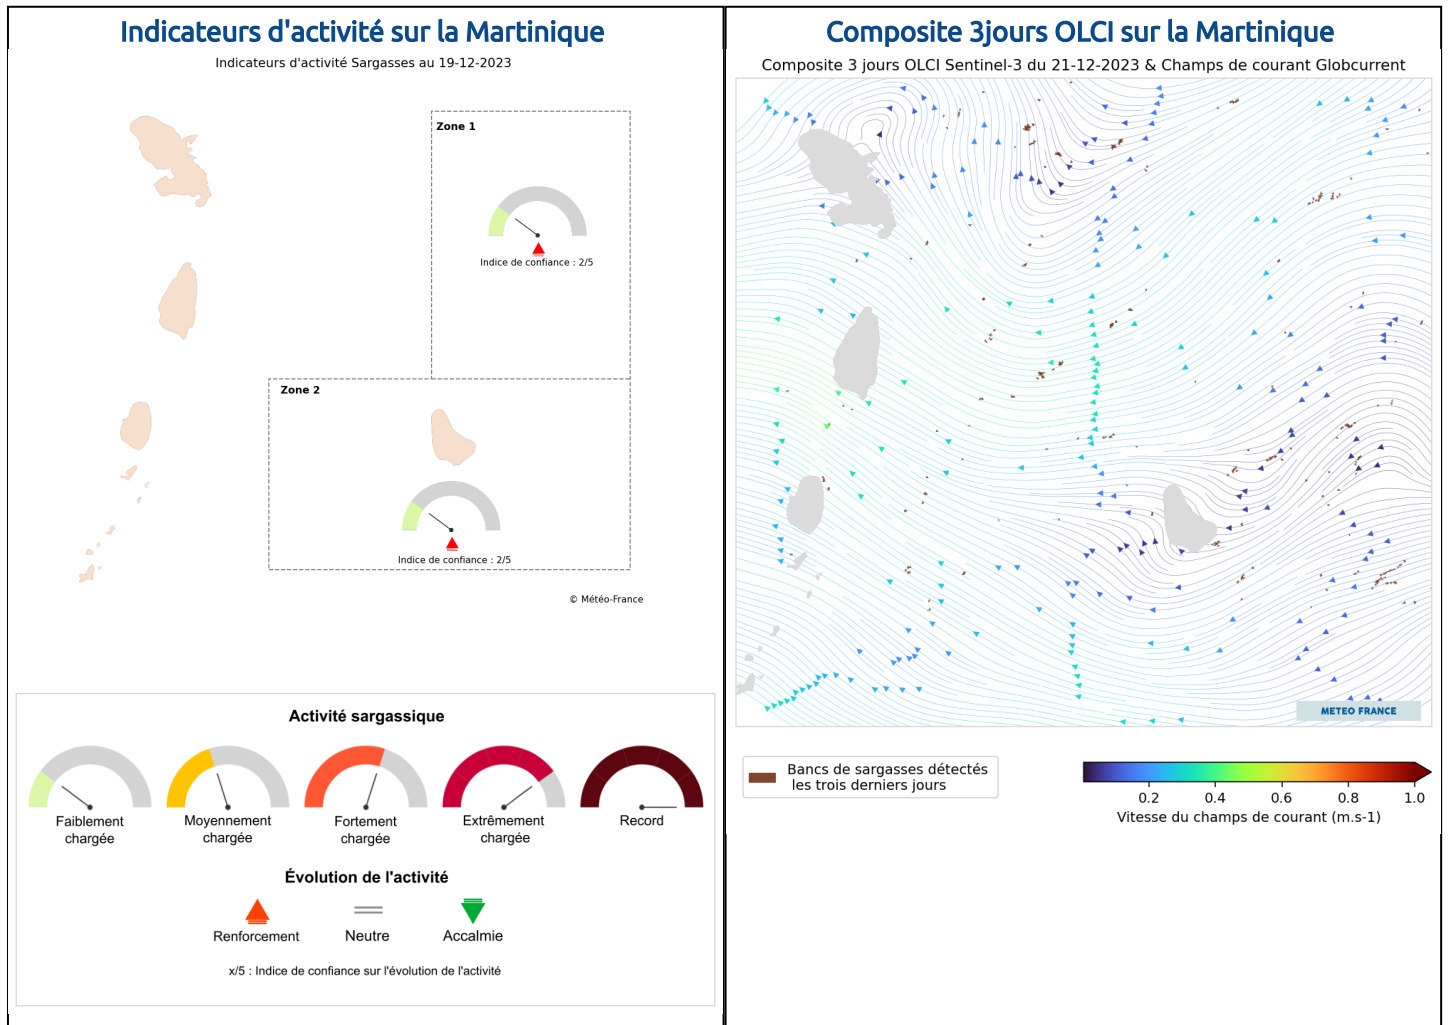 Indicateurs d'activité sur la Martinique
Indicateurs d'activité Sargasses au 19-12-2023
Zone 1
Indice de confiance : 2/5
Zone 2
Indice de confiance : 2/5
© Météo-France
Activité sargassique
Faiblement
chargée
Moyennement
chargée
Fortement
chargée
Extrêmement
chargée
Record
Évolution de l'activité
Renforcement
Neutre
Accalmie
x/5 : Indice de confiance sur l'évolution de l'activité
Composite 3jours OLCI sur la Martinique
Composite 3 jours OLCI Sentinel-3 du 21-12-2023 & Champs de courant Globcurrent
METEO FRANCE
Bancs de sargasses détectés
les trois derniers jours
0.2 0.4 0.6 0.8 1.0
Vitesse du champs de courant (m.s-1)